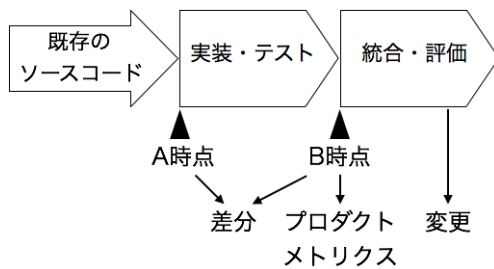 既存の
ソースコード
実装・テスト
統合・評価
A時点
B時点
差分
プロダクト
メトリクス
変更